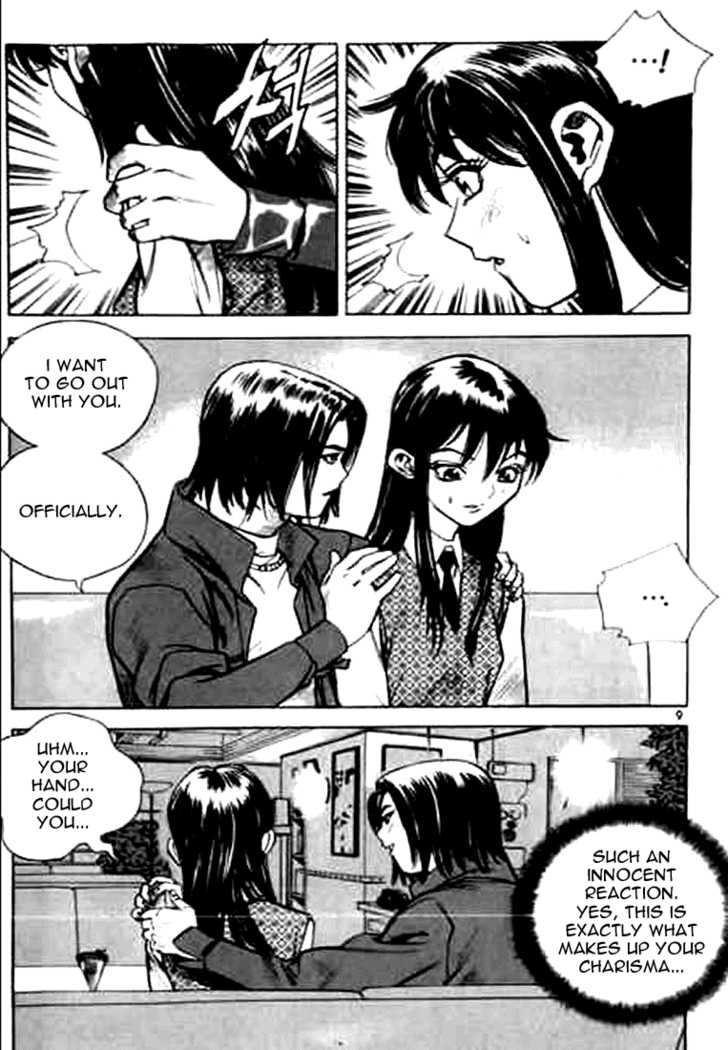 ...!
I WANT
TO GO OUT
WITH YOU.
OFFICIALLY.
...
9
UHM...
YOUR
HAND...
COULD
YOU...
SUCH AN
INNOCENT
REACTION.
YES, THIS IS
EXACTLY WHAT
MAKES UP YOUR
CHARISMA...